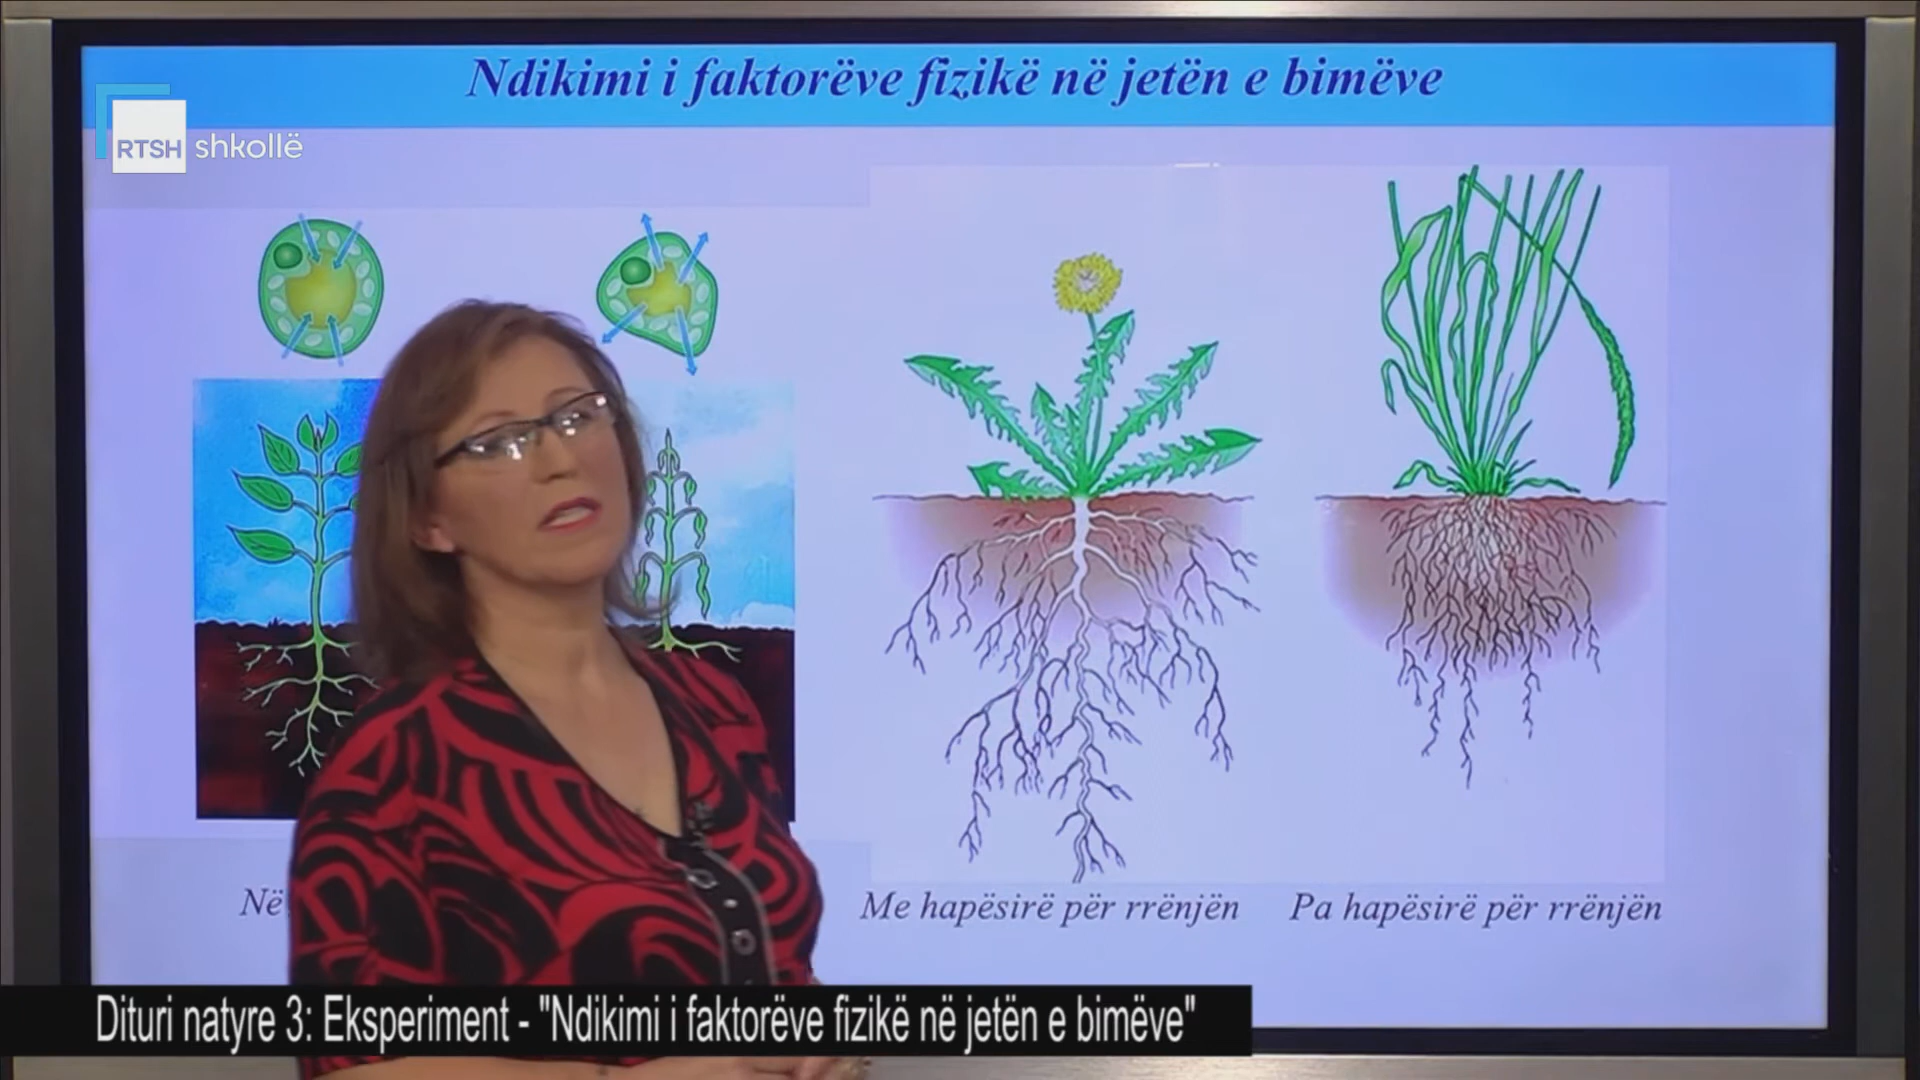 Ndikimi i faktorëve fizikë në jetën e bimëve
RTSH shkollë
Në
Me hapësirë për rrënjën
Pa hapësirë për rrënjën
Dituri natyre 3: Eksperiment - "Ndikimi i faktorëve fizikë në jetën e bimëve"